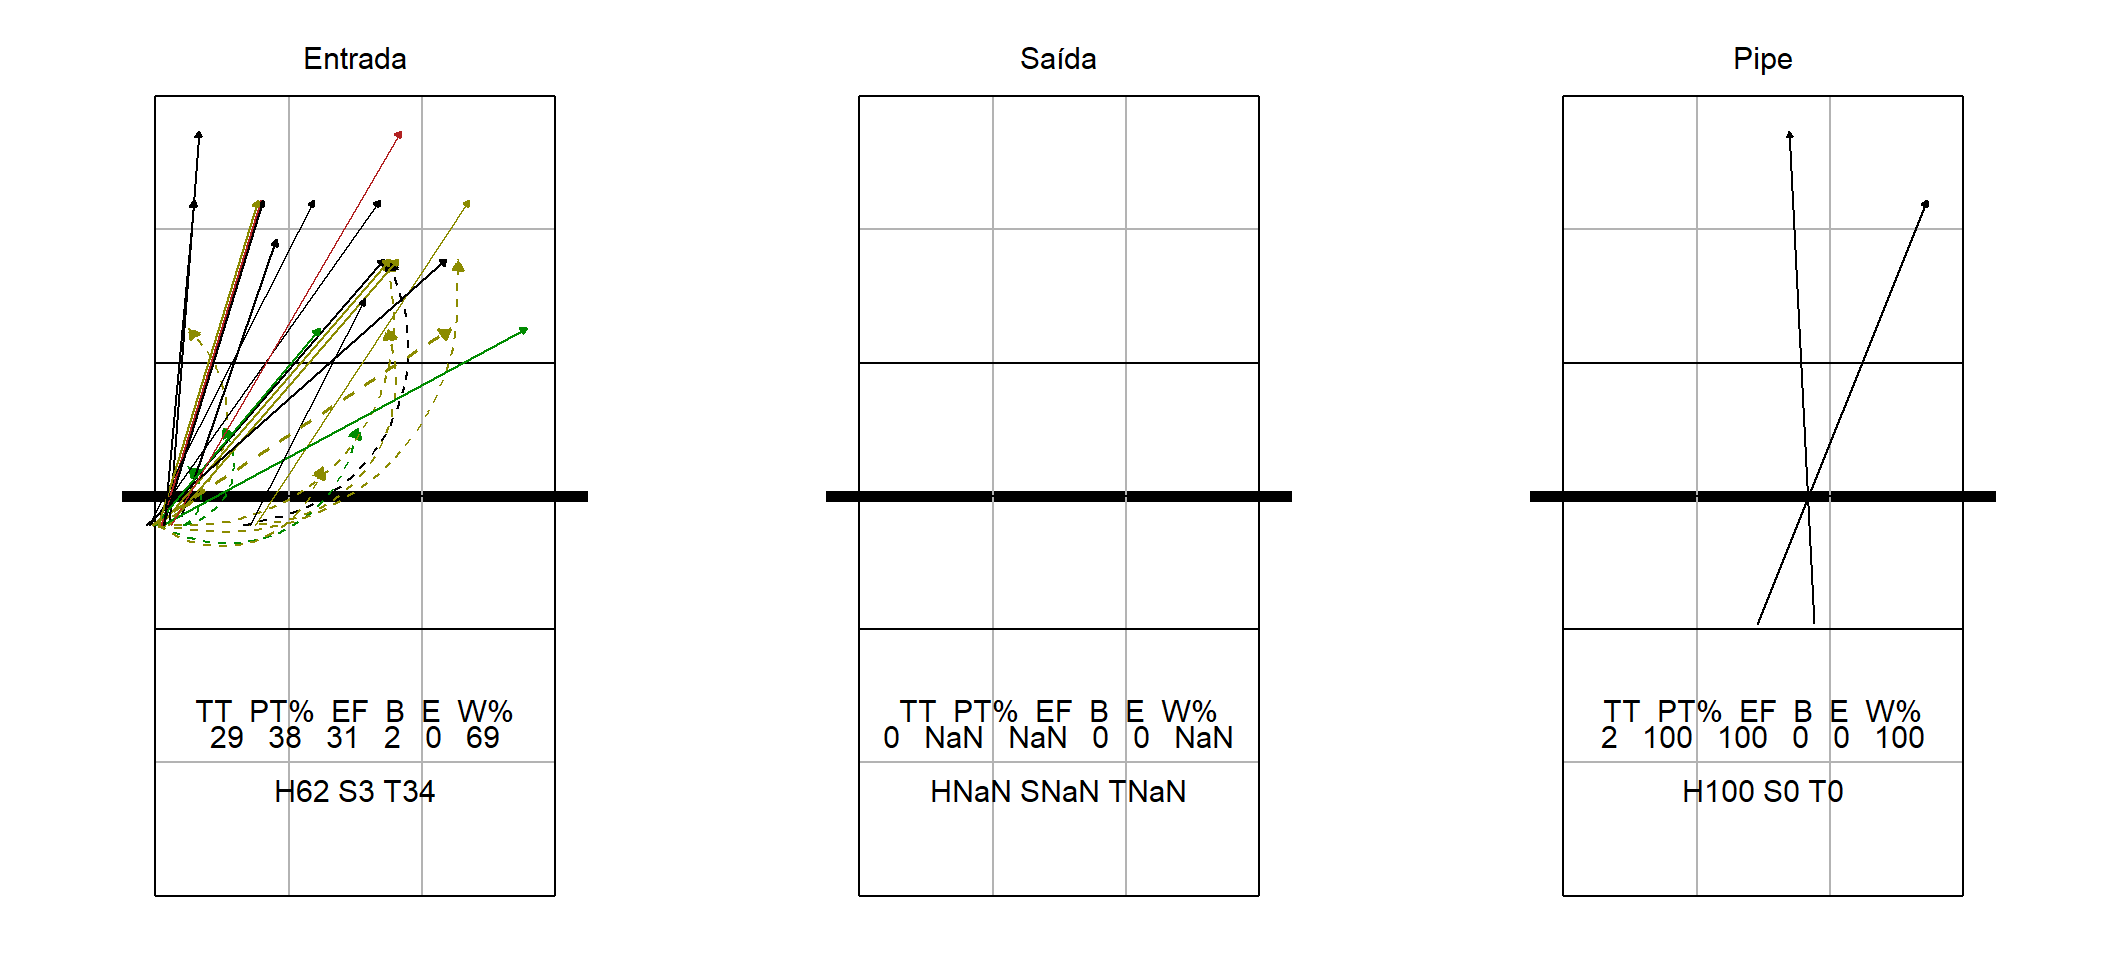 Entrada
TT PT% EF B E W%
29 38 31 2 0 69
H62 S3 T34
Saída
TT PT% EF B E W%
0 NaN NaN 0 0 NaN
HNaN SNaN TNaN
Pipe
TT PT% EF B E W%
2 100 100 0 0 100
H100 S0 T0